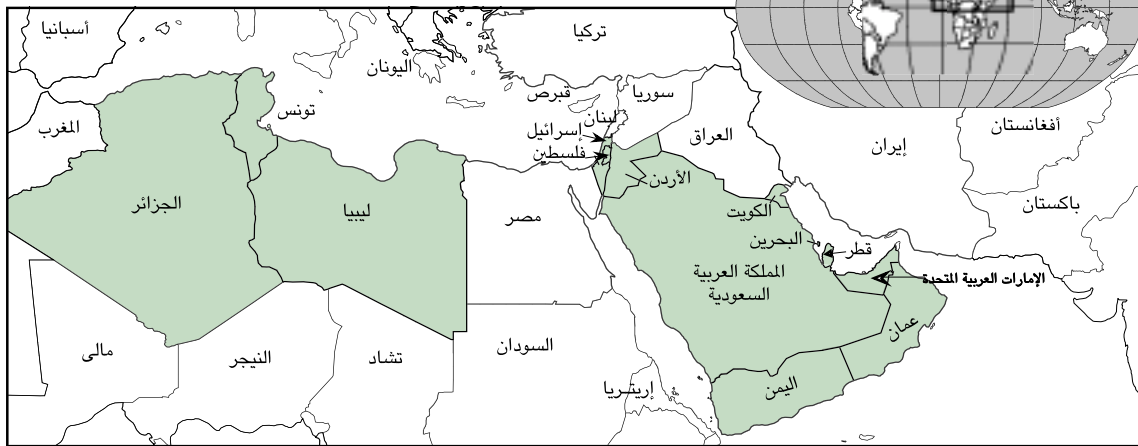 أسبانيا
تركيا
اليونان
قبرص
سوريا
أفغانستان
المغرب
تونس
لبنان
إسرائيل
فلسطين
العراق
إيران
الجزائر
ليبيا
مصر
الأردن
الكويت
باكستان
البحرين
قطر
المملكة العربية
السعودية
الإمارات العربية المتحدة
عمان
مالى
النيجر
تشاد
السودان
إريتريا
اليمن